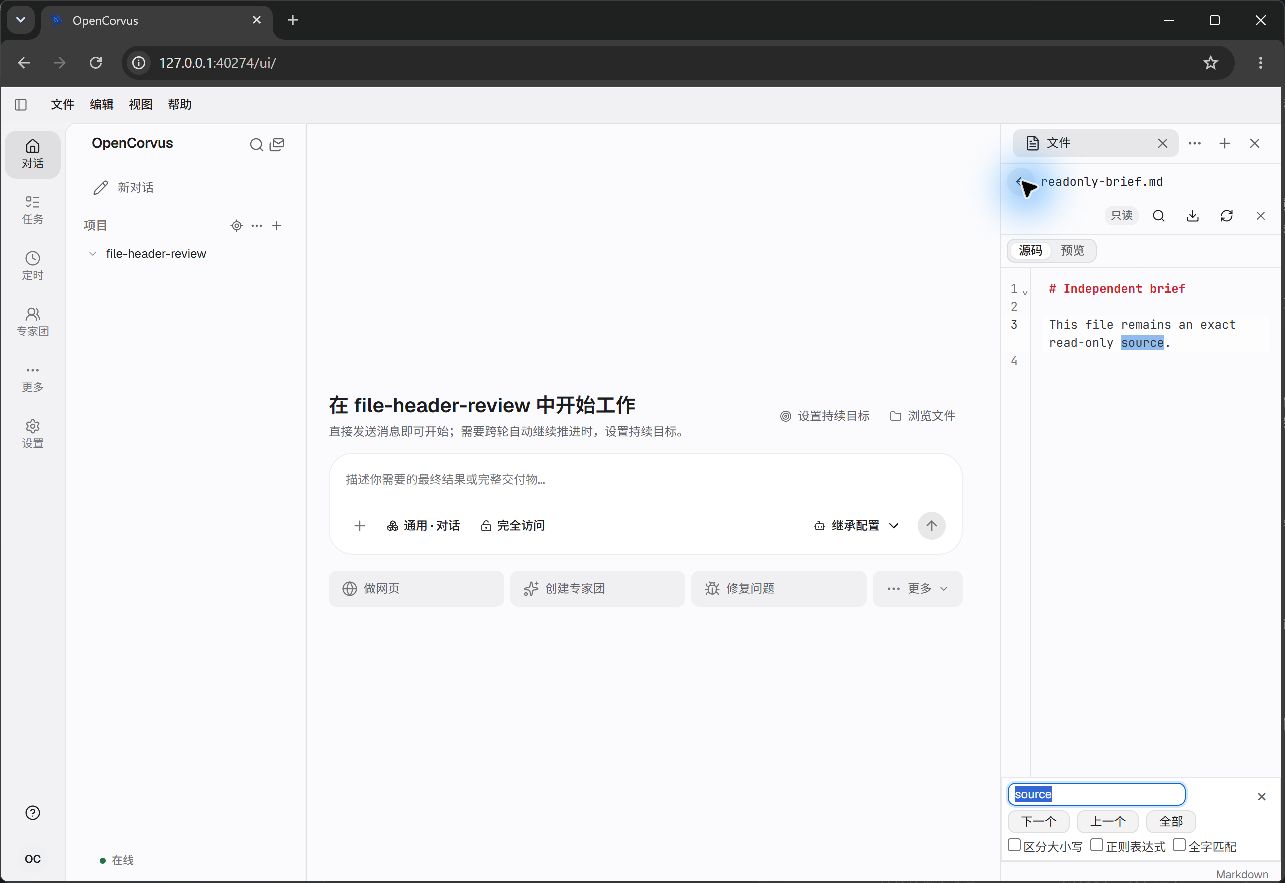 OpenCorvus
127.0.0.1:40274/ui/
文件 编辑 视图 帮助
对话
任务
定时
专家团
更多
设置
OC
OpenCorvus
新对话
项目
file-header-review
在线
在 file-header-review 中开始工作
直接发送消息即可开始；需要跨轮自动继续推进时，设置持续目标。
设置持续目标 浏览文件
描述你需要的最终结果或完整交付物...
通用 · 对话 完全访问 继承配置
做网页 创建专家团 修复问题 更多
文件
readonly-brief.md
只读
源码 预览
1 # Independent brief
2
3 This file remains an exact
read-only source.
4
source
下一个 上一个 全部
区分大小写 正则表达式 全字匹配
Markdown